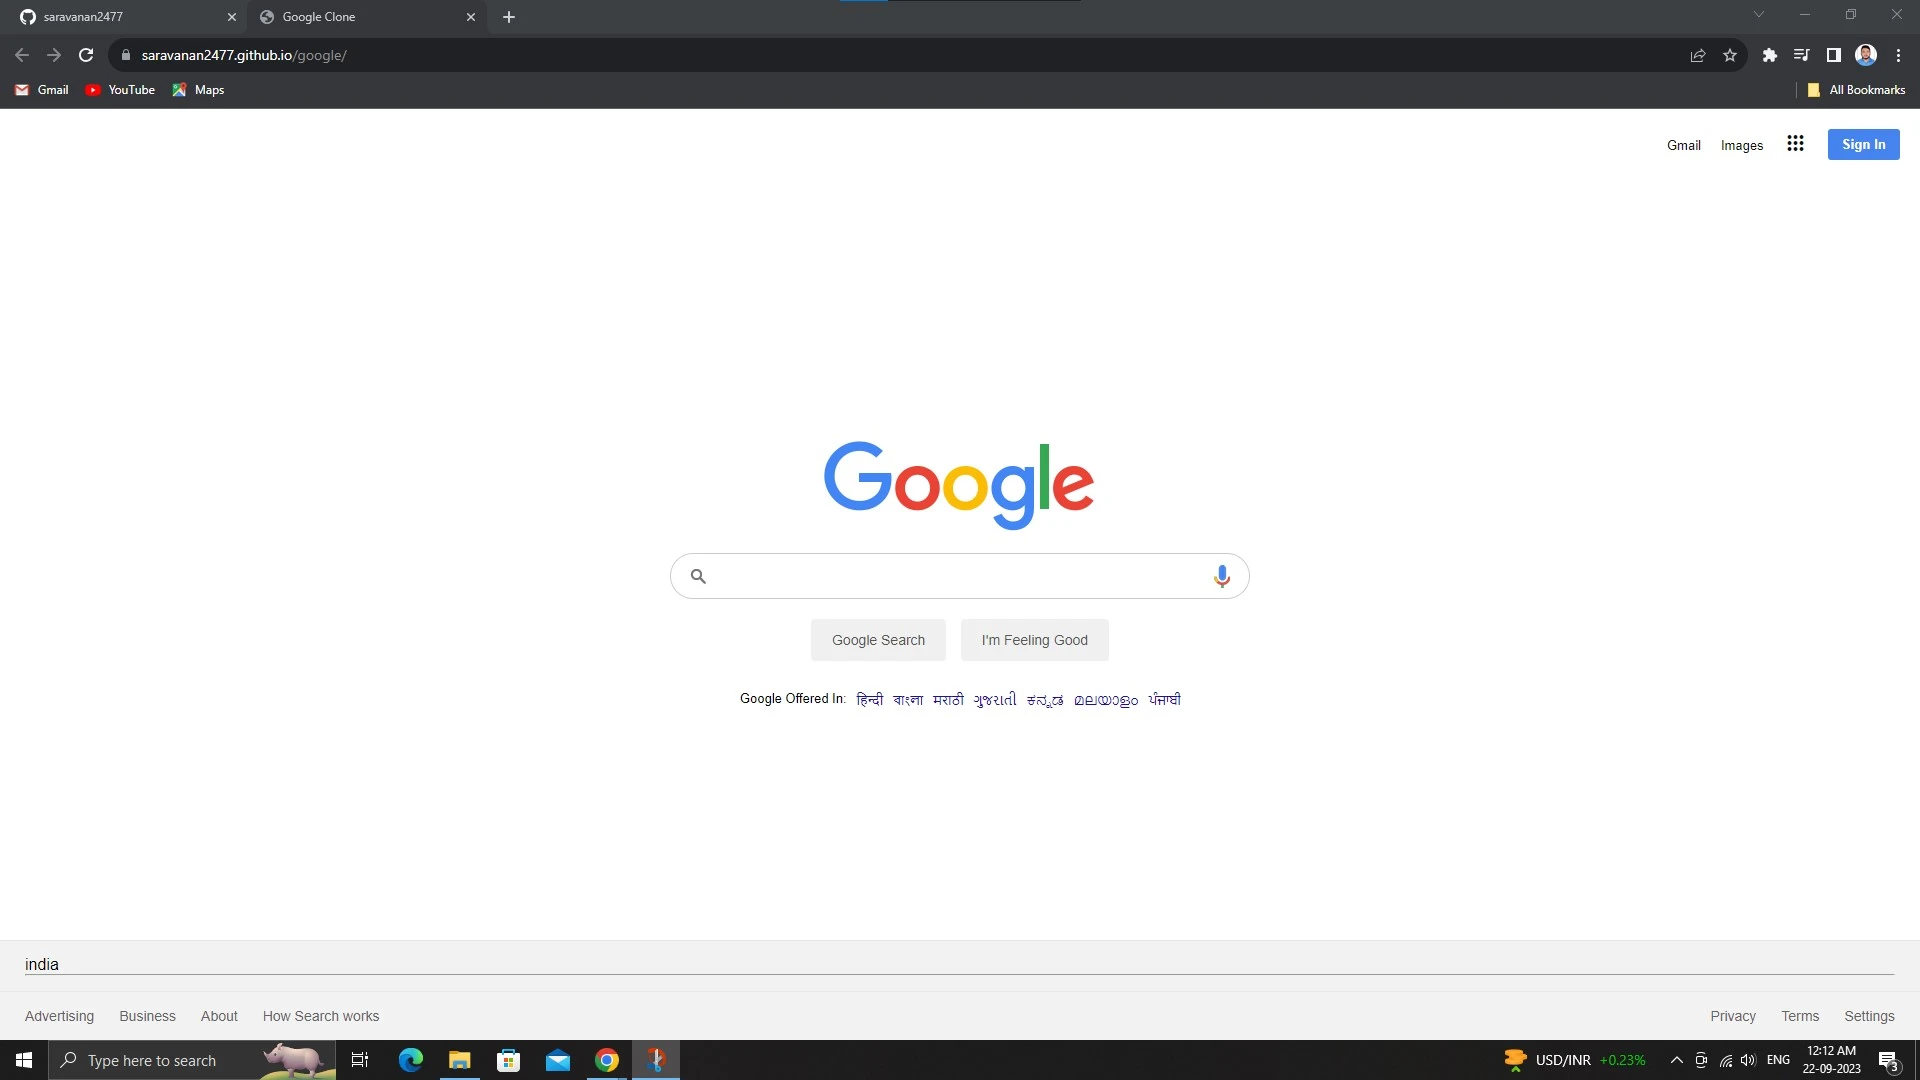 saravanan2477
Google Clone
saravanan2477.github.io/google/
Gmail YouTube Maps All Bookmarks
Gmail Images Sign In
Google
Google Search I'm Feeling Good
Google Offered In: हिन्दी বাংলা मराठी ગુજરાતી ಕನ್ನಡ മലയാളം ਪੰਜਾਬੀ
india
Advertising Business About How Search works Privacy Terms Settings
Type here to search USD/INR +0.23% ENG 12:12 AM
22-09-2023
3